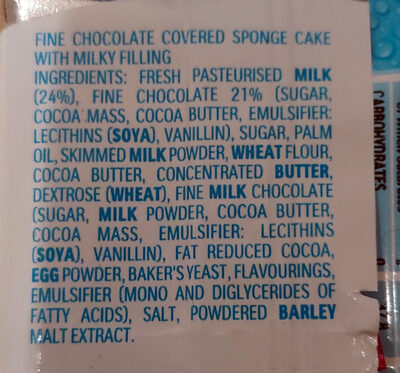 FINE CHOCOLATE COVERED SPONGE CAKE
WITH MILKY FILLING
INGREDIENTS: FRESH PASTEURISED MILK
(24%), FINE CHOCOLATE 21% (SUGAR,
COCOA MASS, COCOA BUTTER, EMULSIFIER:
LECITHINS (SOYA), VANILLIN), SUGAR, PALM
OIL, SKIMMED MILK POWDER, WHEAT FLOUR,
COCOA BUTTER, CONCENTRATED BUTTER,
DEXTROSE (WHEAT), FINE MILK CHOCOLATE
(SUGAR, MILK POWDER, COCOA BUTTER,
COCOA MASS, EMULSIFIER: LECITHINS
(SOYA), VANILLIN), FAT REDUCED COCOA,
EGG POWDER, BAKER'S YEAST, FLAVOURINGS,
EMULSIFIER (MONO AND DIGLYCERIDES OF
FATTY ACIDS), SALT, POWDERED BARLEY
MALT EXTRACT.
CARBOHYDRATES